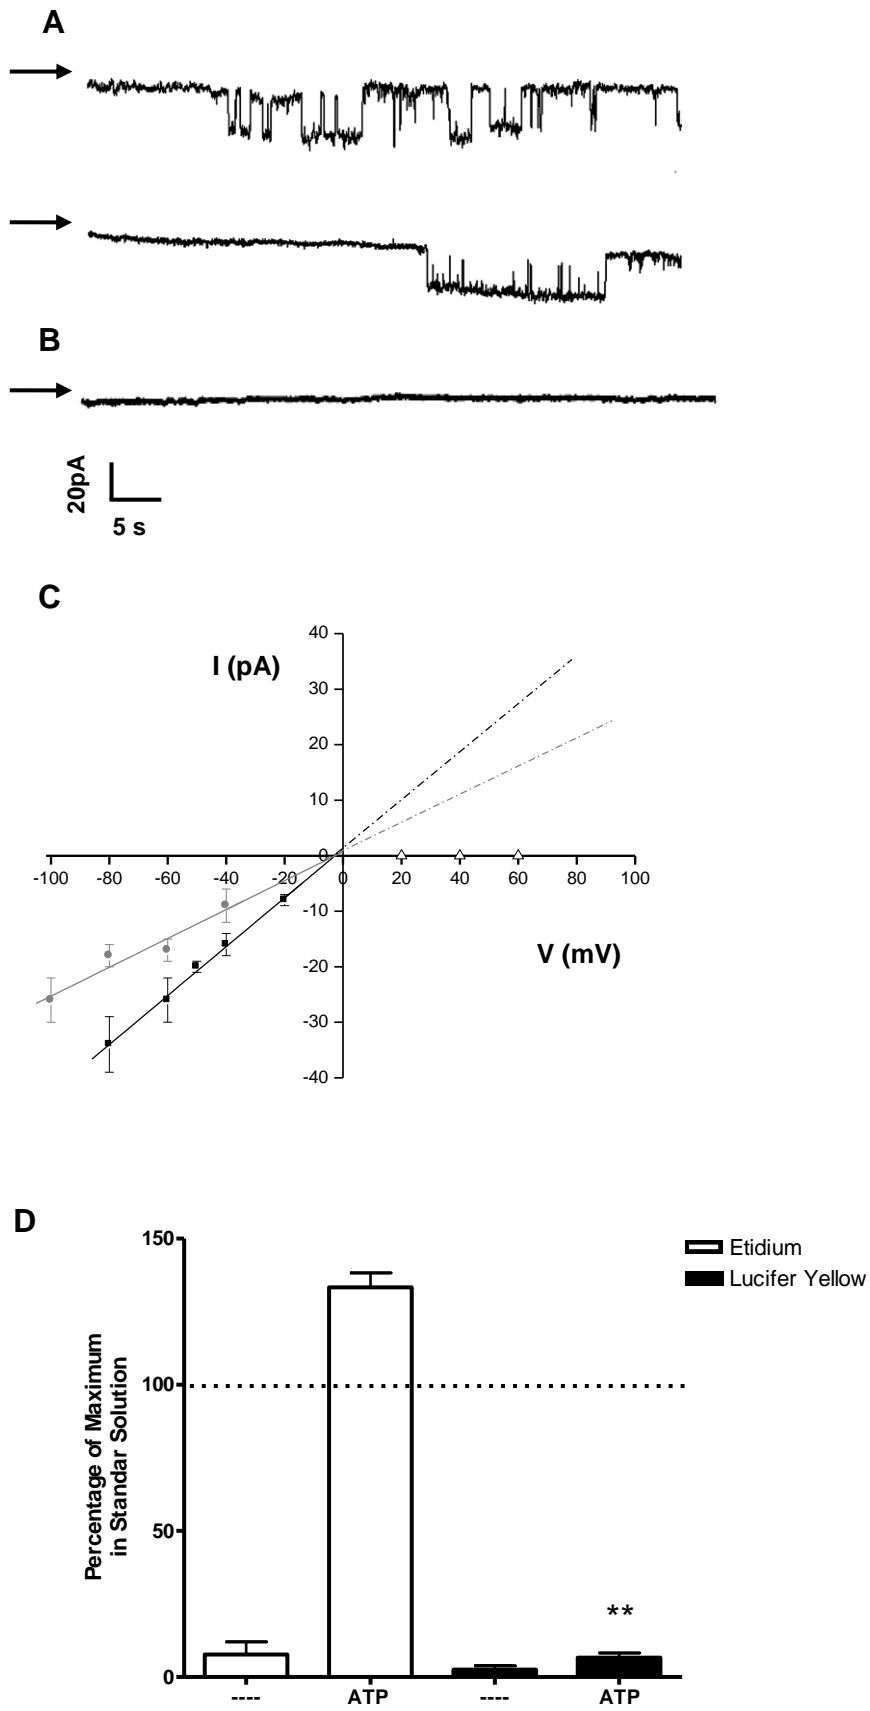 A
B
20pA
5 s
C
I (pA)
40
30
20
10
0
-100 -80 -60 -40 -20 0 20 40 60 80 100
-10
V (mV)
-20
-30
-40
D
150
Etidium
Lucifer Yellow
Percentage of Maximum
in Standar Solution
100
50
**
0
---- ATP ---- ATP